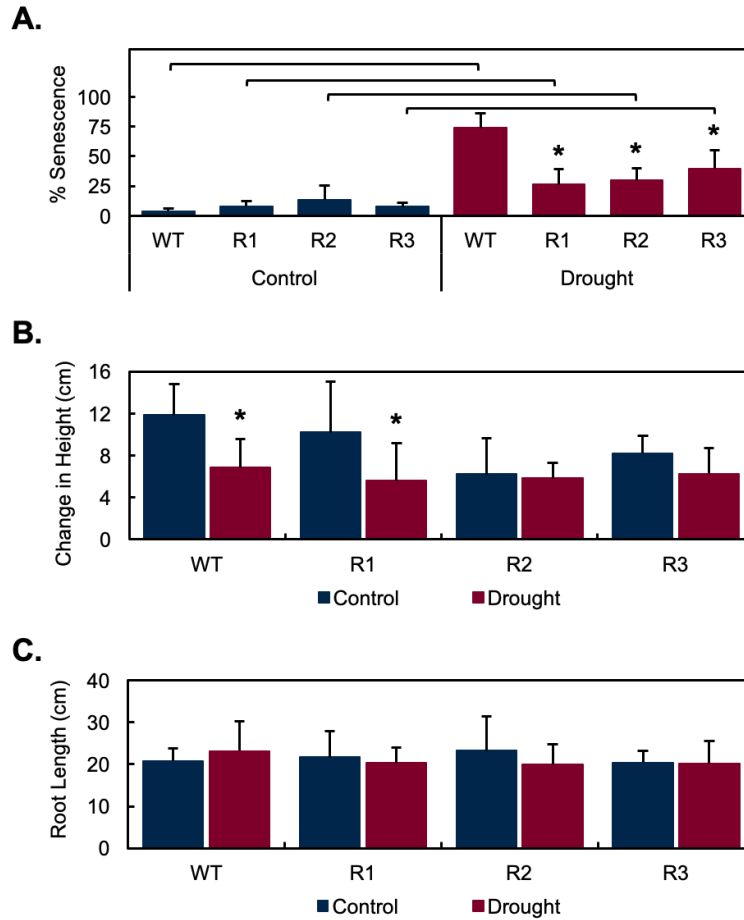 A.
% Senescence
100
75
50
25
0
* * *
WT R1 R2 R3 WT R1 R2 R3
Control Drought
B.
Change in Height (cm)
16
12
8
4
0
* *
WT R1 R2 R3
Control Drought
C.
Root Length (cm)
40
30
20
10
0
WT R1 R2 R3
Control Drought